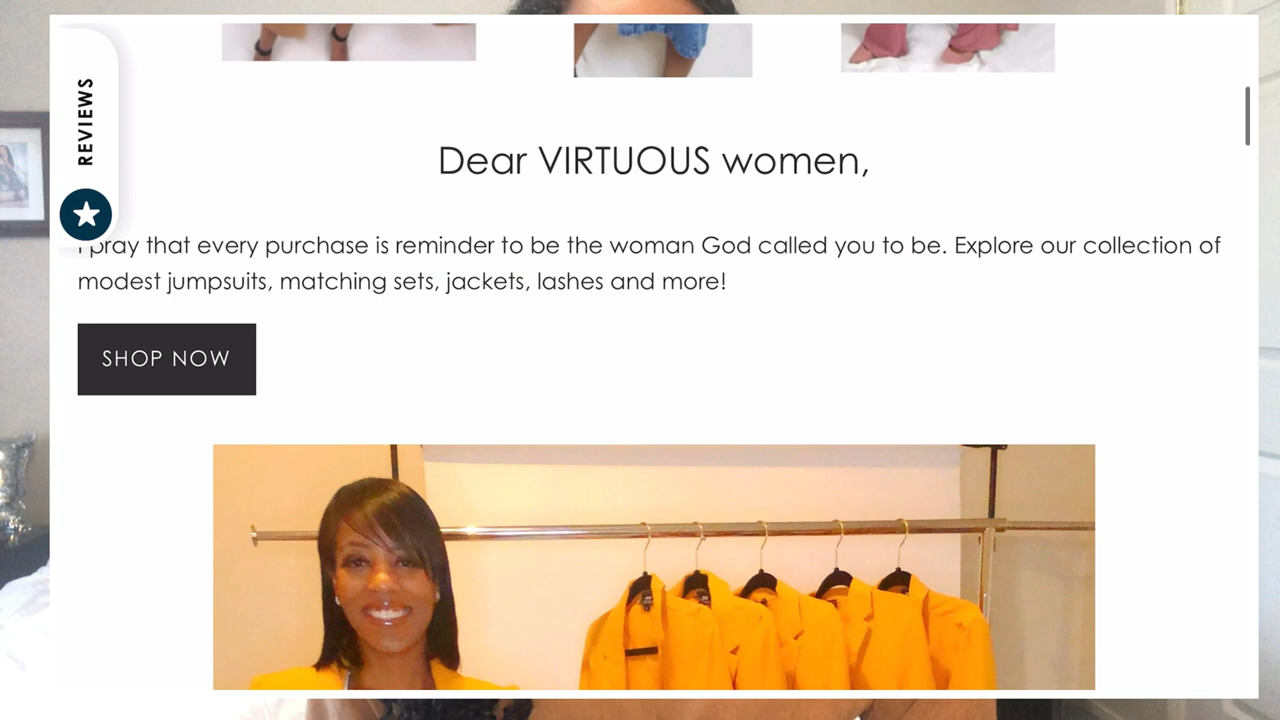 REVIEWS
Dear VIRTUOUS women,
I pray that every purchase is reminder to be the woman God called you to be. Explore our collection of
modest jumpsuits, matching sets, jackets, lashes and more!
SHOP NOW